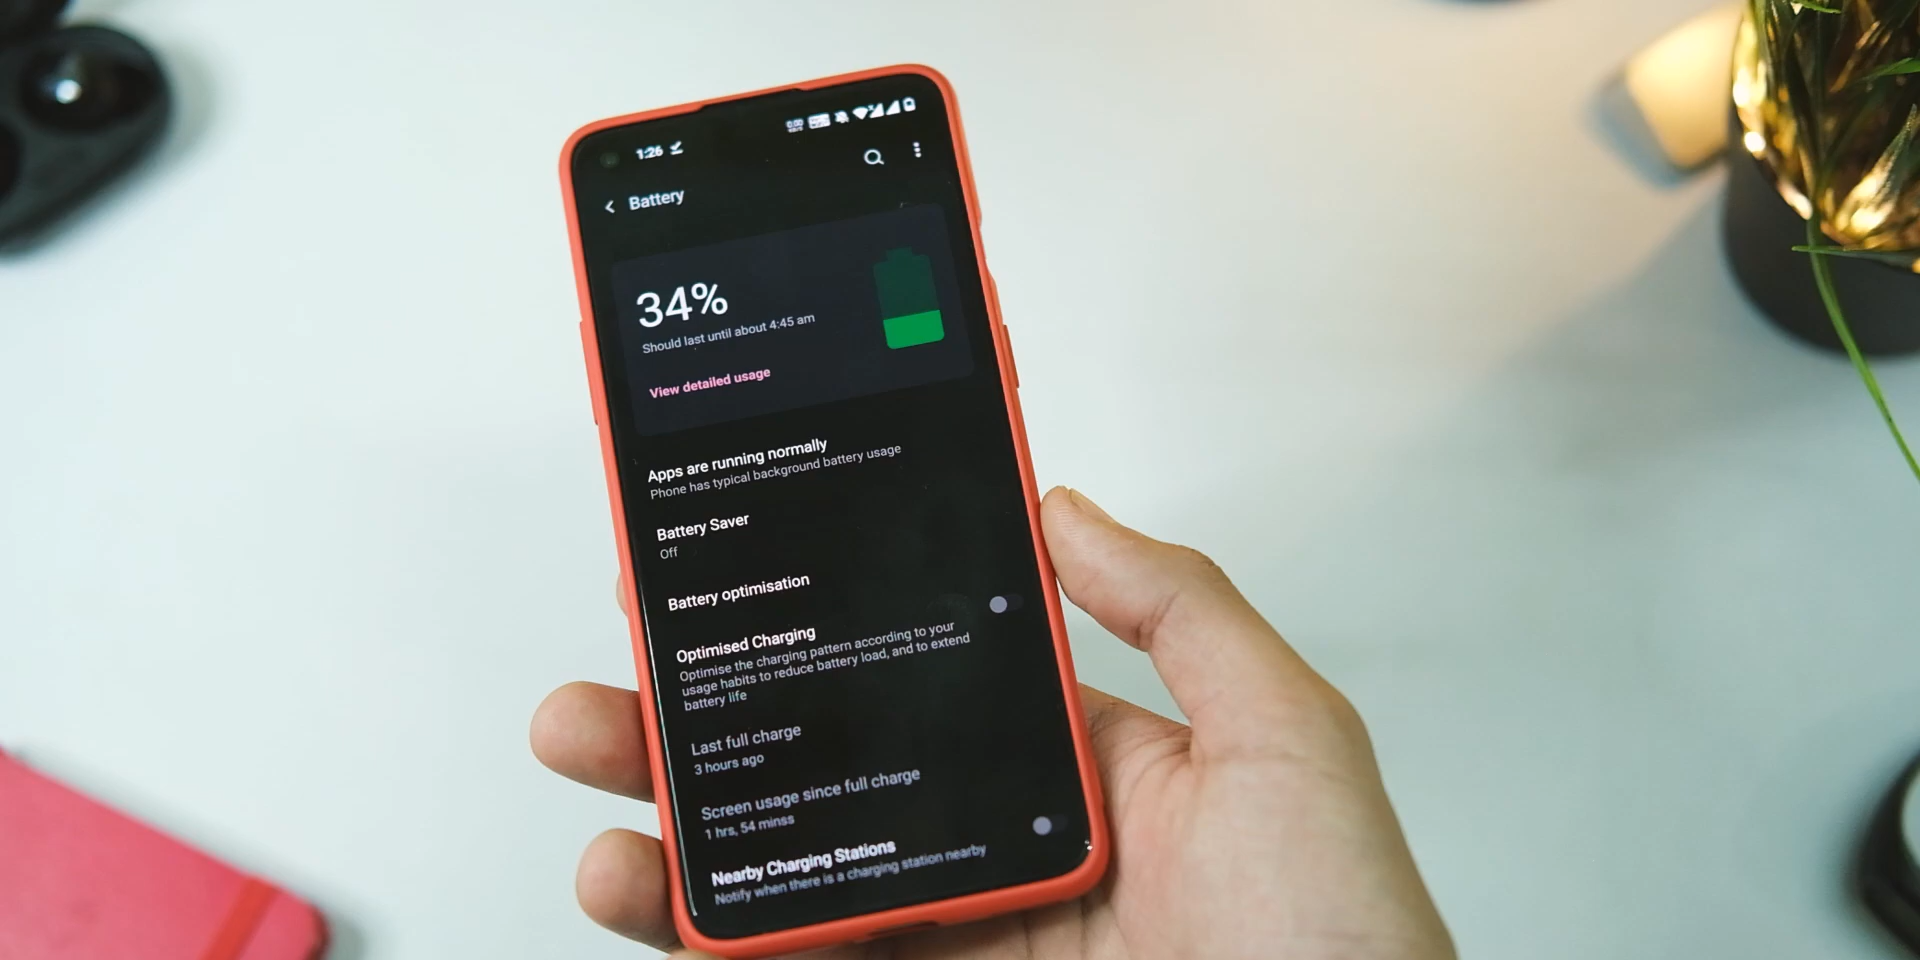 1:26
Battery
34%
Should last until about 4:45 am
View detailed usage
Apps are running normally
Phone has typical background battery usage
Battery Saver
Off
Battery optimisation
Optimised Charging
Optimise the charging pattern according to your
usage habits to reduce battery load, and to extend
battery life
Last full charge
3 hours ago
Screen usage since full charge
1 hrs, 54 minss
Nearby Charging Stations
Notify when there is a charging station nearby